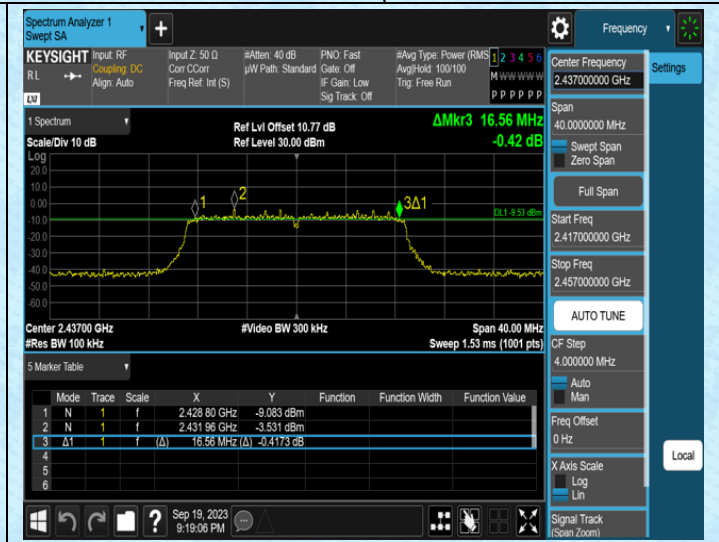 Spectrum Analyzer 1
Swept SA
+
Frequency
KEYSIGHT
RL
LXI
Input: RF
Coupling: DC
Align: Auto
Input Z: 50 Ω
Corr CCorr
Freq Ref: Int (S)
#Atten: 40 dB
µW Path: Standard
PNO: Fast
Gate: Off
IF Gain: Low
Sig Track: Off
#Avg Type: Power (RMS
Avg|Hold: 100/100
Trig: Free Run
1 2 3 4 5 6
M W W W W W
P P P P P P
1 Spectrum
Scale/Div 10 dB
Ref Lvl Offset 10.77 dB
Ref Level 30.00 dBm
ΔMkr3 16.56 MHz
-0.42 dB
Log
20.0
10.0
0.00
-10.0
-20.0
-30.0
-40.0
-50.0
-60.0
1
2
3Δ1
DL1 -9.53 dBm
Center 2.43700 GHz
#Res BW 100 kHz
#Video BW 300 kHz
Span 40.00 MHz
Sweep 1.53 ms (1001 pts)
5 Marker Table
Mode Trace Scale X Y Function Function Width Function Value
1 N 1 f 2.428 80 GHz -9.083 dBm
2 N 1 f 2.431 96 GHz -3.531 dBm
3 Δ1 1 f (Δ) 16.56 MHz (Δ) -0.4173 dB
4
5
6
Sep 19, 2023
9:19:06 PM
?
Center Frequency
2.437000000 GHz
Span
40.0000000 MHz
Swept Span
Zero Span
Full Span
Start Freq
2.417000000 GHz
Stop Freq
2.457000000 GHz
AUTO TUNE
CF Step
4.000000 MHz
Auto
Man
Freq Offset
0 Hz
X Axis Scale
Log
Lin
Signal Track
(Span Zoom)
Settings
Local